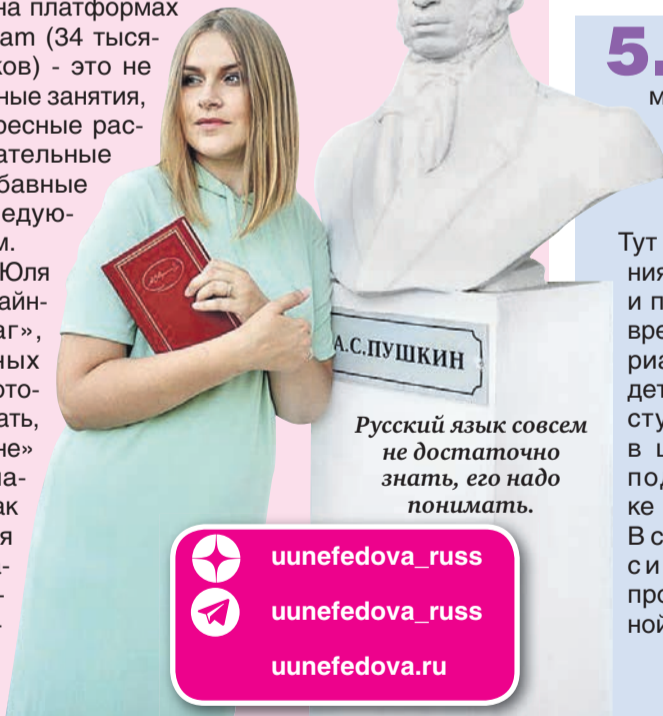 на платформах
am (34 тыся-
ков) - это не
ные занятия,
ресные рас-
ательные
бавные
едую-
м.
Юля
айн-
аг»,
ных
ото-
ать,
не»
ла-
ак
я
-
-
А.С.ПУШКИН
Русский язык совсем
не достаточно
знать, его надо
понимать.
uunefedova_russ
uunefedova_russ
uunefedova.ru
5.
м
Тут
ния
и п
вре
риа
дет
сту
в ш
под
ке
В с
си
про
ной